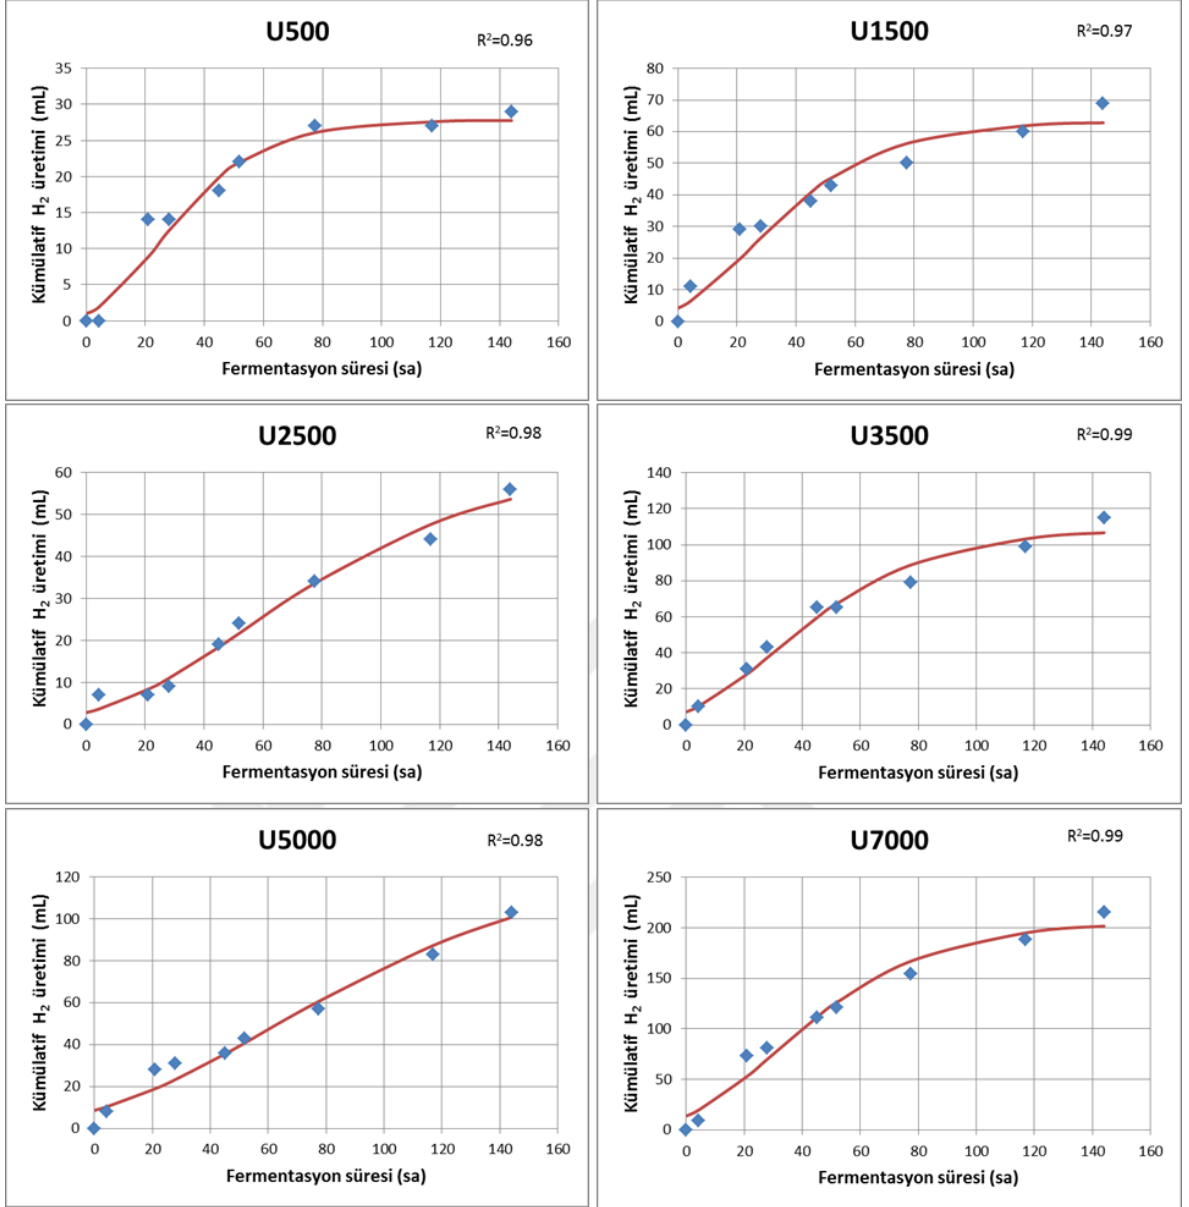 U500
R²=0.96
Kümülatif H₂ üretimi (mL)
35
30
25
20
15
10
5
0
0 20 40 60 80 100 120 140 160
Fermentasyon süresi (sa)
U1500
R²=0.97
Kümülatif H₂ üretimi (mL)
80
70
60
50
40
30
20
10
0
0 20 40 60 80 100 120 140 160
Fermentasyon süresi (sa)
U2500
R²=0.98
Kümülatif H₂ üretimi (mL)
60
50
40
30
20
10
0
0 20 40 60 80 100 120 140 160
Fermentasyon süresi (sa)
U3500
R²=0.99
Kümülatif H₂ üretimi (mL)
140
120
100
80
60
40
20
0
0 20 40 60 80 100 120 140 160
Fermentasyon süresi (sa)
U5000
R²=0.98
Kümülatif H₂ üretimi (mL)
120
100
80
60
40
20
0
0 20 40 60 80 100 120 140 160
Fermentasyon süresi (sa)
U7000
R²=0.99
Kümülatif H₂ üretimi (mL)
250
200
150
100
50
0
0 20 40 60 80 100 120 140 160
Fermentasyon süresi (sa)